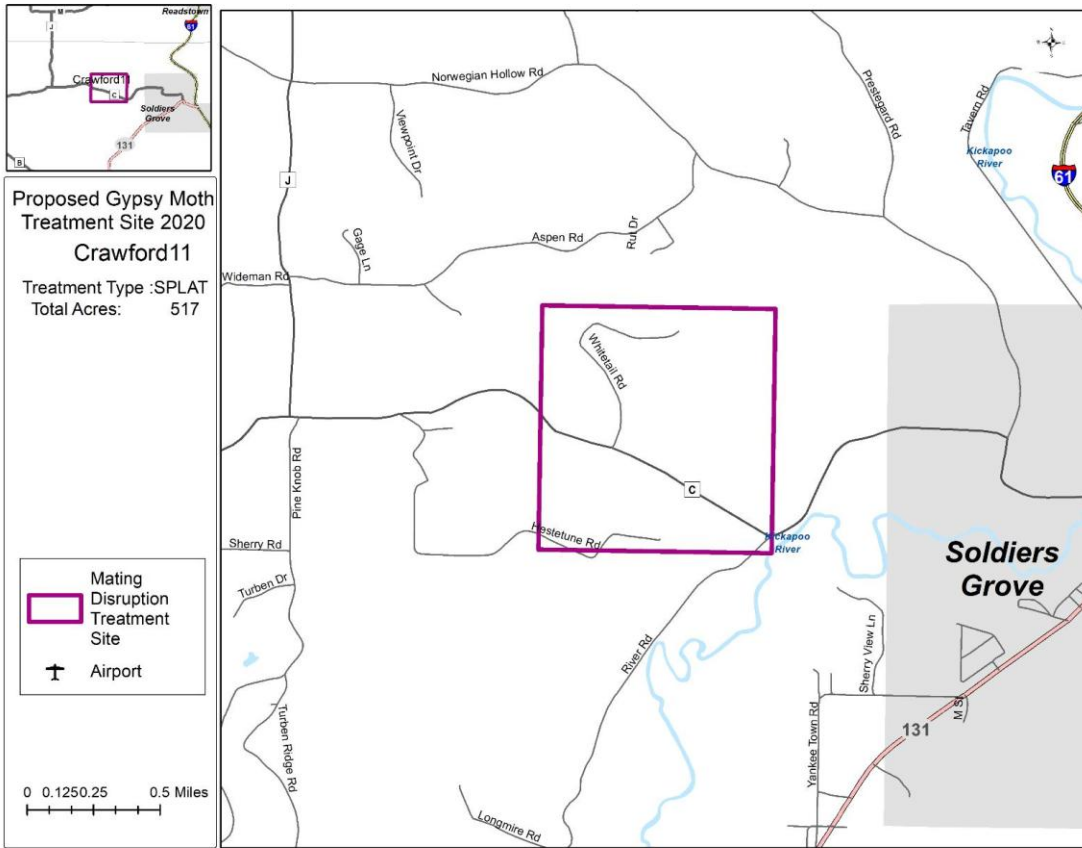 M
Readstown
J
61
Crawford11
C
Soldiers
Grove
131
B
Proposed Gypsy Moth
Treatment Site 2020
Crawford11
Treatment Type :SPLAT
Total Acres: 517
Mating
Disruption
Treatment
Site
Airport
0 0.125 0.25 0.5 Miles
Norwegian Hollow Rd
Viewpoint Dr
Prestegard Rd
Tavern Rd
Kickapoo
River
61
J
Gage Ln
Aspen Rd
Rut Dr
Wideman Rd
Whitetail Rd
Pine Knob Rd
C
Hestetune Rd
Kickapoo
River
Sherry Rd
Turben Dr
Soldiers
Grove
River Rd
Sherry View Ln
M St
131
Yankee Town Rd
Turben Ridge Rd
Longmire Rd